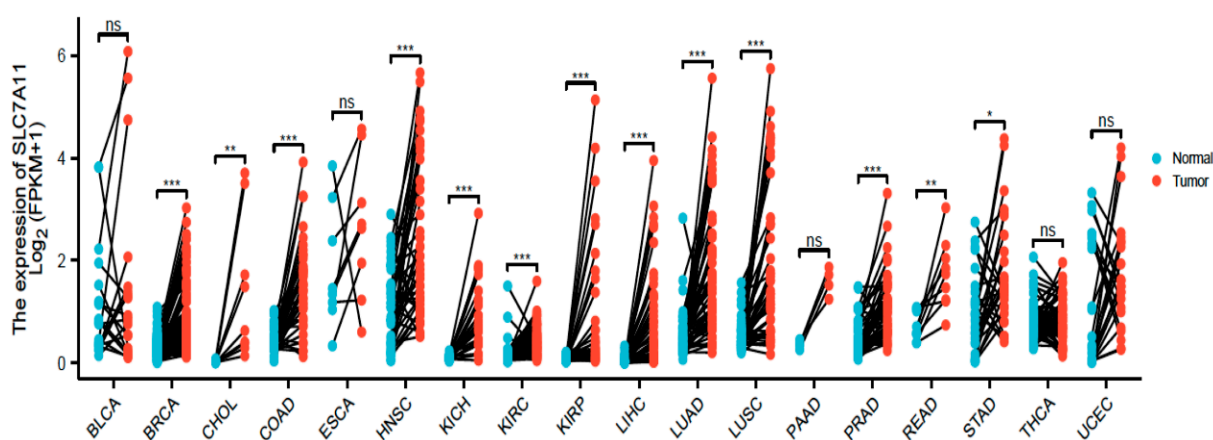 The expression of SLC7A11
Log2 (FPKM+1)
6
4
2
0
ns
***
**
***
ns
***
***
***
***
***
***
***
ns
***
**
*
ns
ns
BLCA
BRCA
CHOL
COAD
ESCA
HNSC
KICH
KIRC
KIRP
LIHC
LUAD
LUSC
PAAD
PRAD
READ
STAD
THCA
UCEC
Normal
Tumor